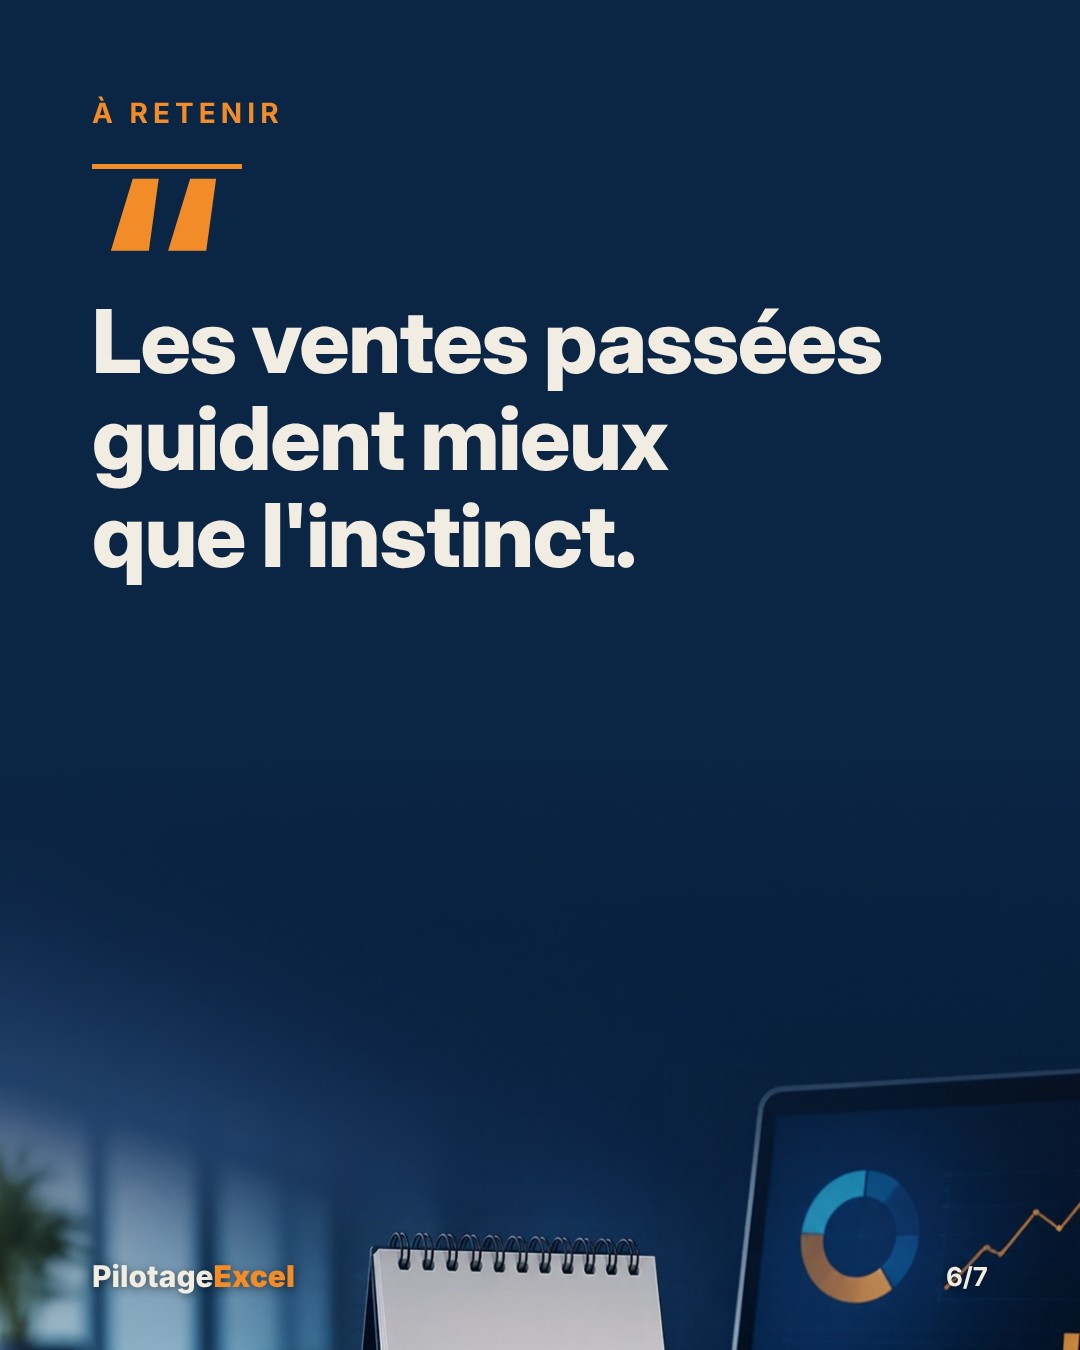 À RETENIR
"
Les ventes passées
guident mieux
que l'instinct.
PilotageExcel
6/7